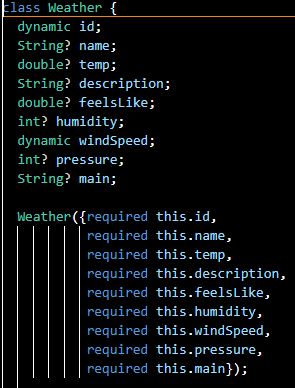 class Weather {
dynamic id;
String? name;
double? temp;
String? description;
double? feelsLike;
int? humidity;
dynamic windSpeed;
int? pressure;
String? main;
Weather({required this.id,
required this.name,
required this.temp,
required this.description,
required this.feelsLike,
required this.humidity,
required this.windSpeed,
required this.pressure,
required this.main});